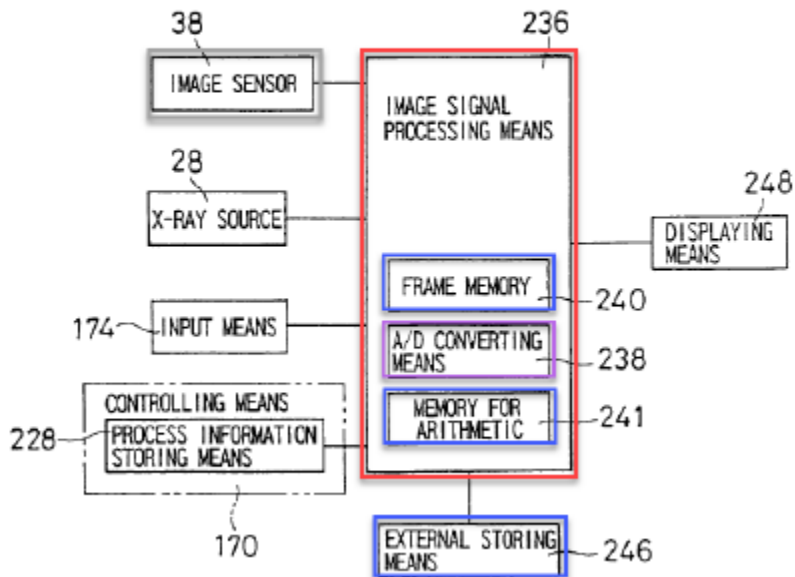 38
236
IMAGE SENSOR
IMAGE SIGNAL
PROCESSING MEANS
28
X-RAY SOURCE
248
DISPLAYING
MEANS
FRAME MEMORY
240
174
INPUT MEANS
A/D CONVERTING
MEANS
238
CONTROLLING MEANS
228
PROCESS INFORMATION
STORING MEANS
MEMORY FOR
ARITHMETIC
241
170
EXTERNAL STORING
MEANS
246